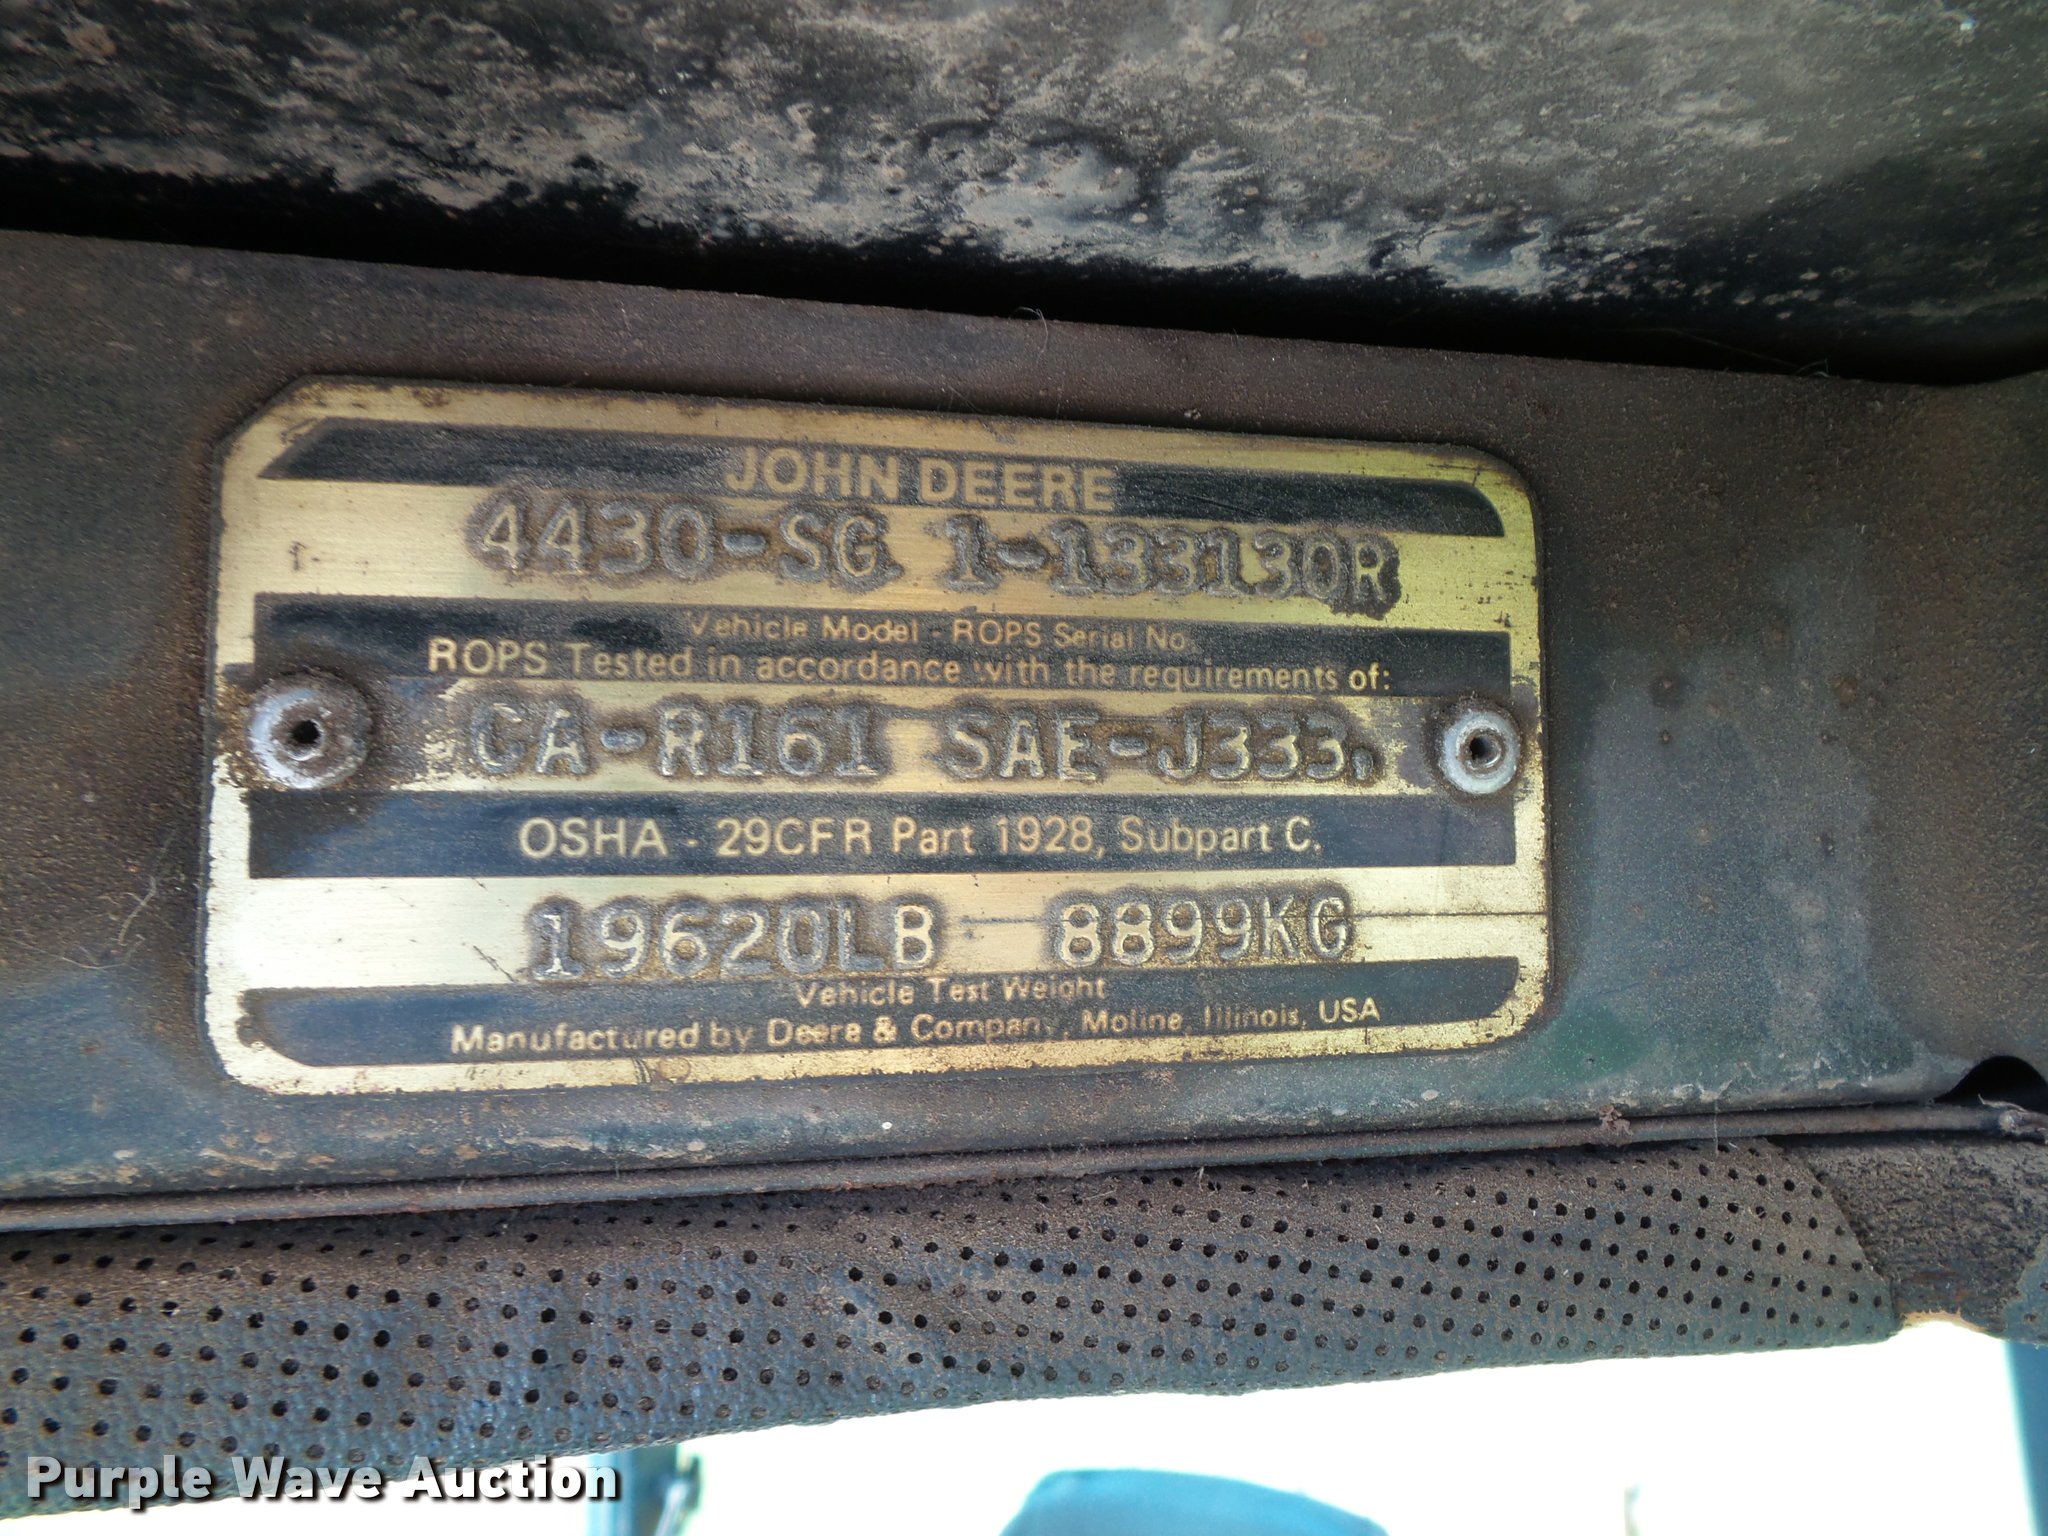 JOHN DEERE
4430-SG 1-133130R
Vehicle Model - ROPS Serial No.
ROPS Tested in accordance with the requirements of:
CA-R161 SAE-J333,
OSHA - 29CFR Part 1928, Subpart C.
19620LB 8899KG
Vehicle Test Weight
Manufactured by Deere & Company, Moline, Illinois, USA
Purple Wave Auction